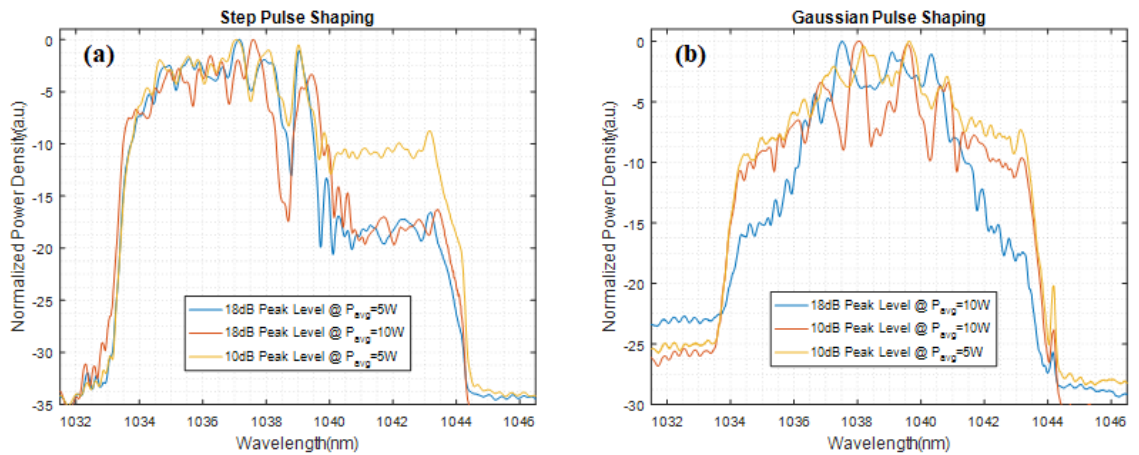 Step Pulse Shaping
(a)
Normalized Power Density(a.u.)
0
-5
-10
-15
-20
-25
-30
-35
18dB Peak Level @ Pavg=5W
18dB Peak Level @ Pavg=10W
10dB Peak Level @ Pavg=5W
1032 1034 1036 1038 1040 1042 1044 1046
Wavelength(nm)
Gaussian Pulse Shaping
(b)
Normalized Power Density(a.u.)
0
-5
-10
-15
-20
-25
-30
18dB Peak Level @ Pavg=10W
10dB Peak Level @ Pavg=10W
10dB Peak Level @ Pavg=5W
1032 1034 1036 1038 1040 1042 1044 1046
Wavelength(nm)